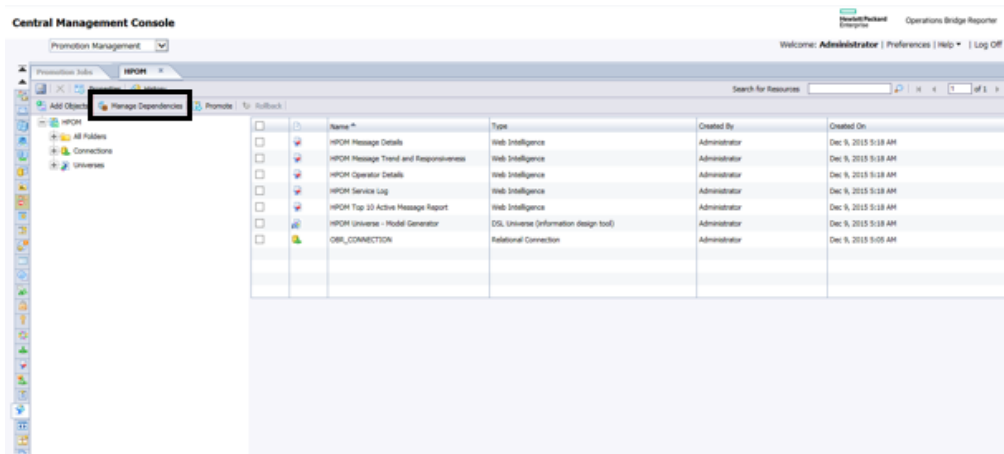 Central Management Console
Hewlett Packard Enterprise
Operations Bridge Reporter
Promotion Management
Welcome: Administrator | Preferences | Help | Log Off
Promotion Jobs HPOM
Properties History Search for Resources 1 of 1
Add Objects Manage Dependencies Promote Rollback
HPOM
All Folders
Connections
Universes
Name Type Created By Created On
HPOM Message Details Web Intelligence Administrator Dec 9, 2015 5:18 AM
HPOM Message Trend and Responsiveness Web Intelligence Administrator Dec 9, 2015 5:18 AM
HPOM Operator Details Web Intelligence Administrator Dec 9, 2015 5:18 AM
HPOM Service Log Web Intelligence Administrator Dec 9, 2015 5:18 AM
HPOM Top 10 Active Message Report Web Intelligence Administrator Dec 9, 2015 5:18 AM
HPOM Universe - Model Generator DSL Universe (information design tool) Administrator Dec 9, 2015 5:18 AM
OBR_CONNECTION Relational Connection Administrator Dec 9, 2015 5:05 AM